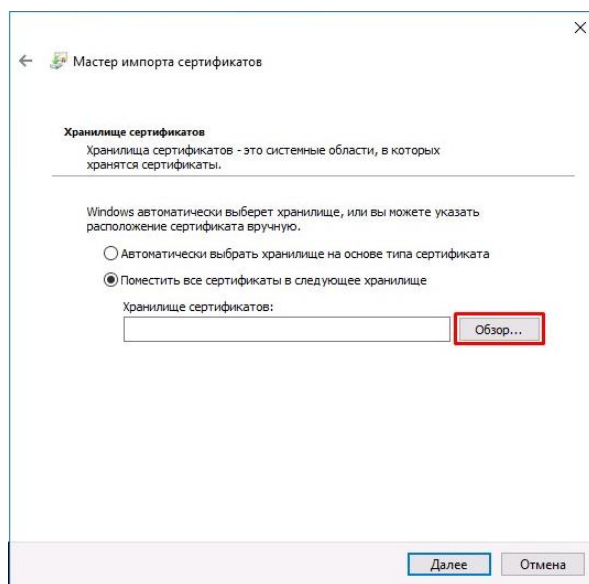 Мастер импорта сертификатов
Хранилище сертификатов
Хранилища сертификатов - это системные области, в которых
хранятся сертификаты.
Windows автоматически выберет хранилище, или вы можете указать
расположение сертификата вручную.
Автоматически выбрать хранилище на основе типа сертификата
Поместить все сертификаты в следующее хранилище
Хранилище сертификатов:
Обзор...
Далее
Отмена